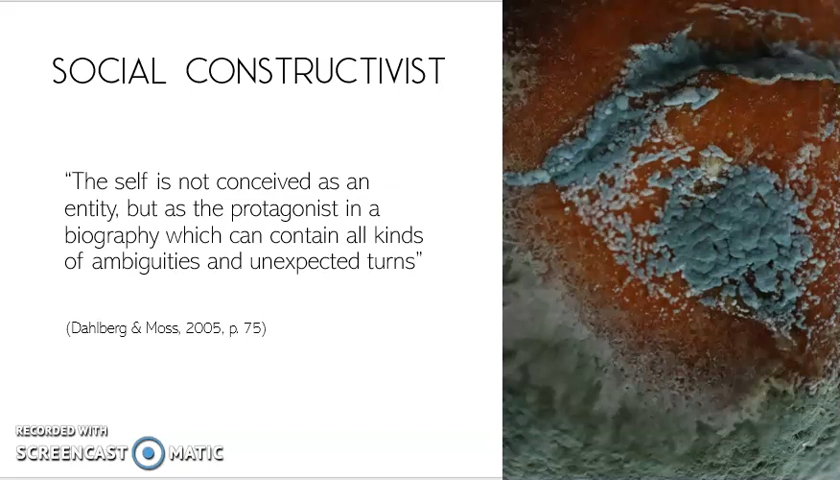 SOCIAL CONSTRUCTIVIST
“The self is not conceived as an
entity, but as the protagonist in a
biography which can contain all kinds
of ambiguities and unexpected turns”
(Dahlberg & Moss, 2005, p. 75)
RECORDED WITH
SCREENCAST MATIC